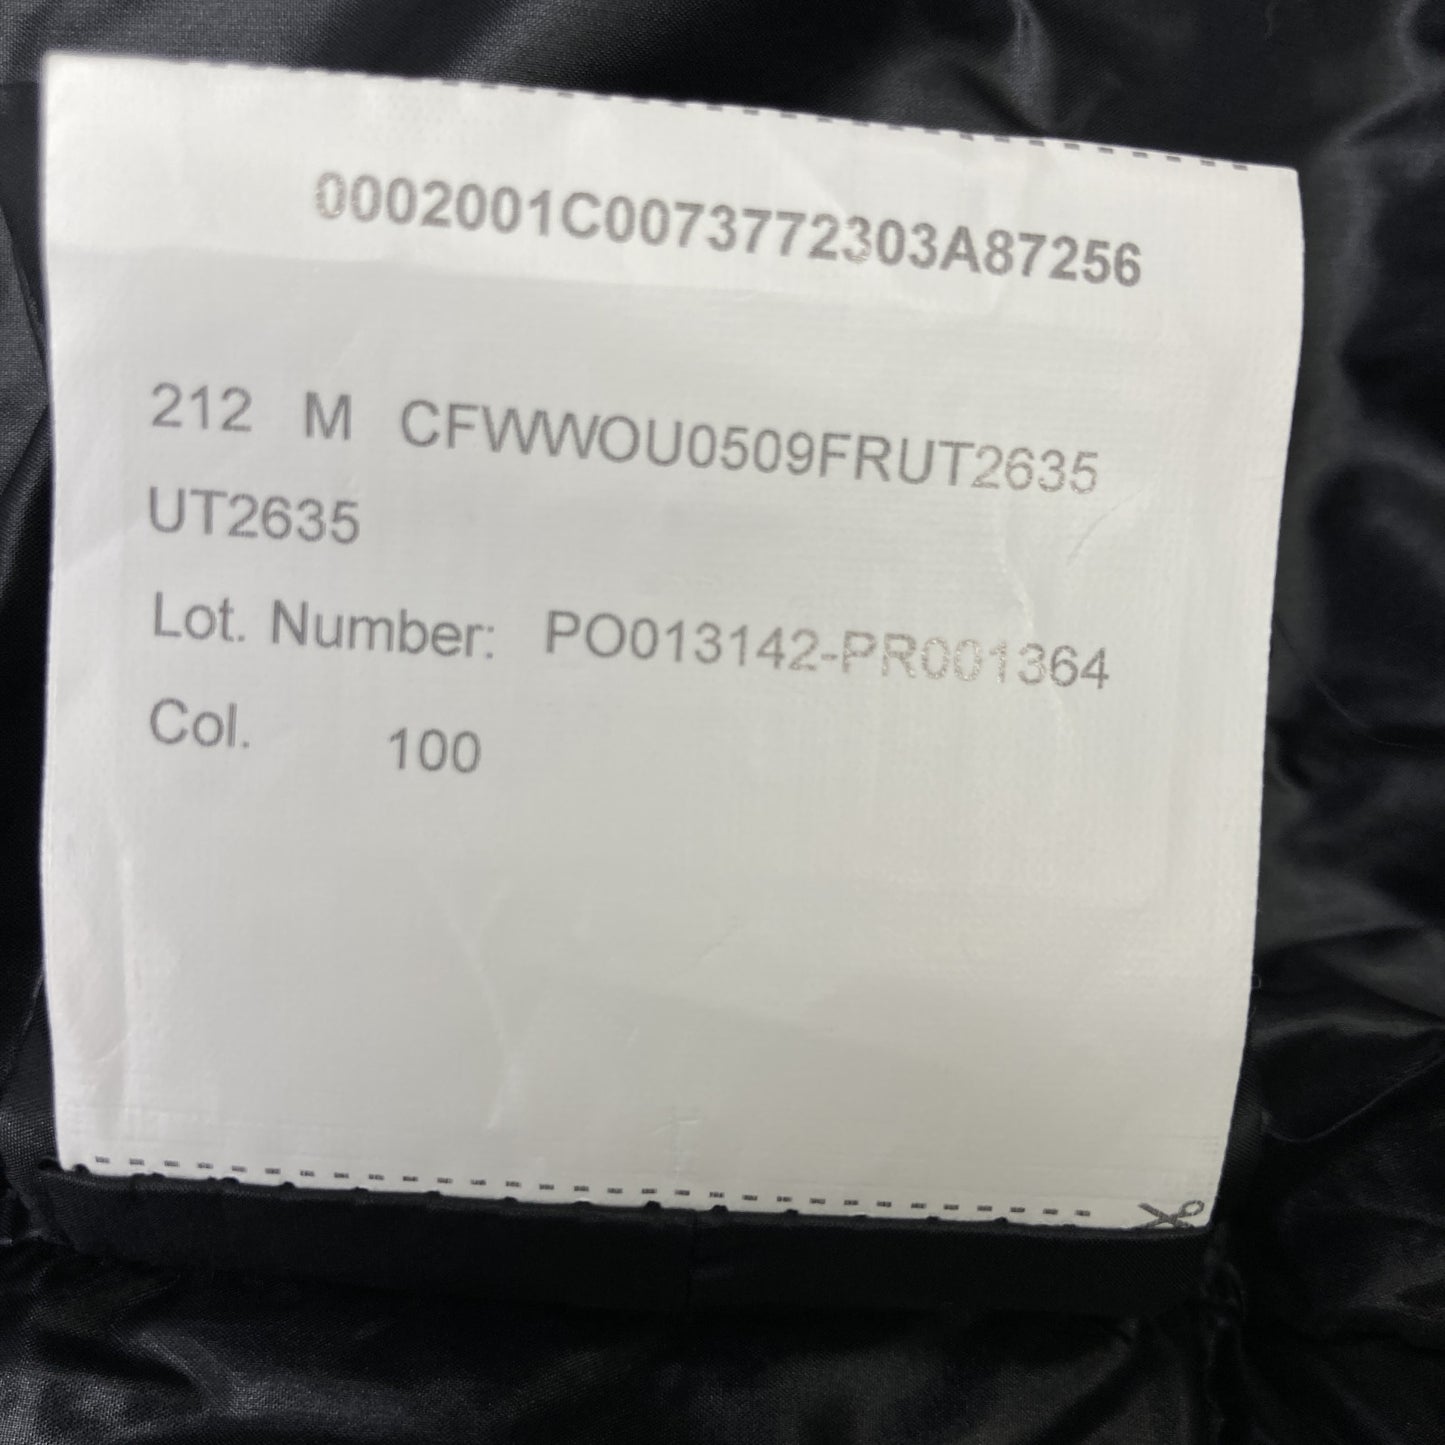 0002001C0073772303A87256
212 M CFWWOU0509FRUT2635
UT2635
Lot. Number: PO013142-PR001364
Col. 100